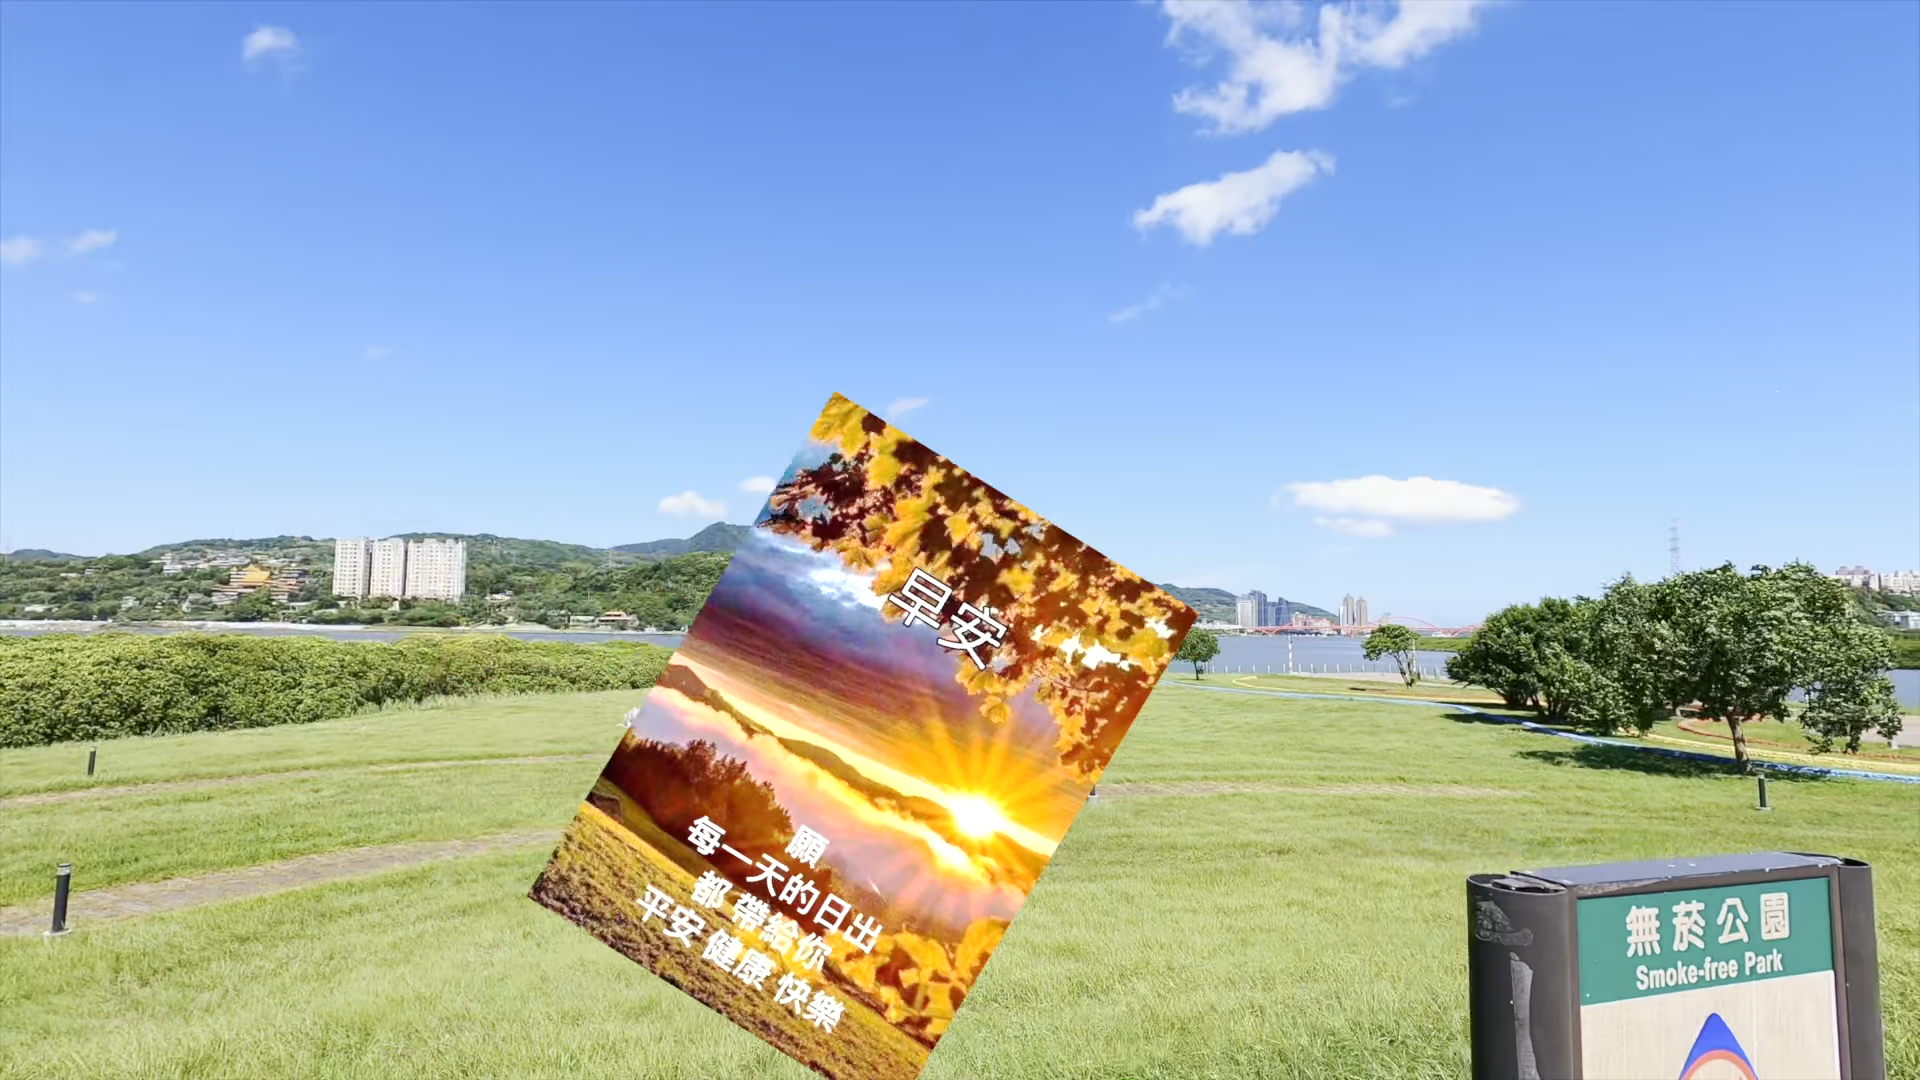 早安
願
每一天的日出
都 帶給你
平安 健康 快樂
無菸公園
Smoke-free Park